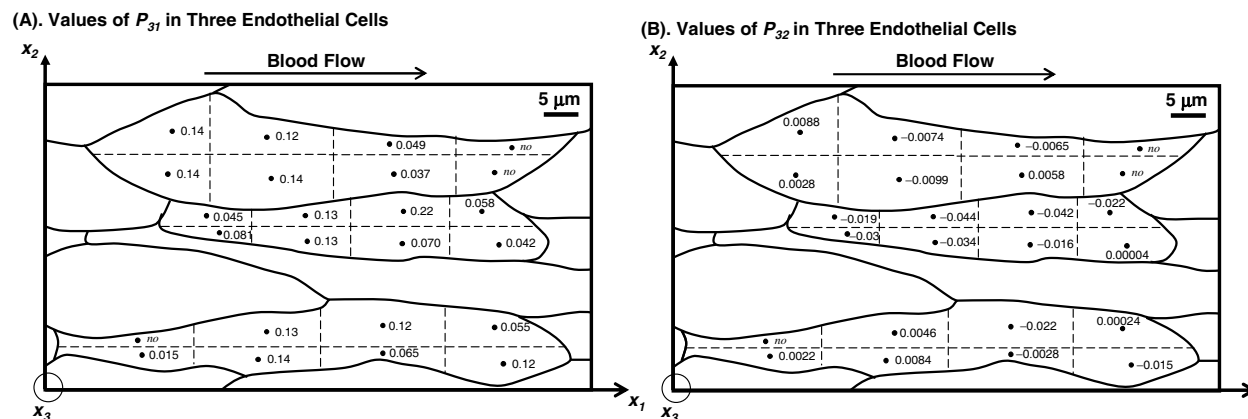 (A). Values of P31 in Three Endothelial Cells
x2
Blood Flow
5 μm
0.14
0.12
0.049
no
0.14
0.14
0.037
no
0.045
0.13
0.22
0.058
0.081
0.13
0.070
0.042
no
0.13
0.12
0.055
0.015
0.14
0.065
0.12
x3
x1
(B). Values of P32 in Three Endothelial Cells
x2
Blood Flow
5 μm
0.0088
−0.0074
−0.0065
no
0.0028
−0.0099
0.0058
no
−0.019
−0.044
−0.042
−0.022
−0.03
−0.034
−0.016
0.00004
no
0.0046
−0.022
0.00024
0.0022
0.0084
−0.0028
−0.015
x3